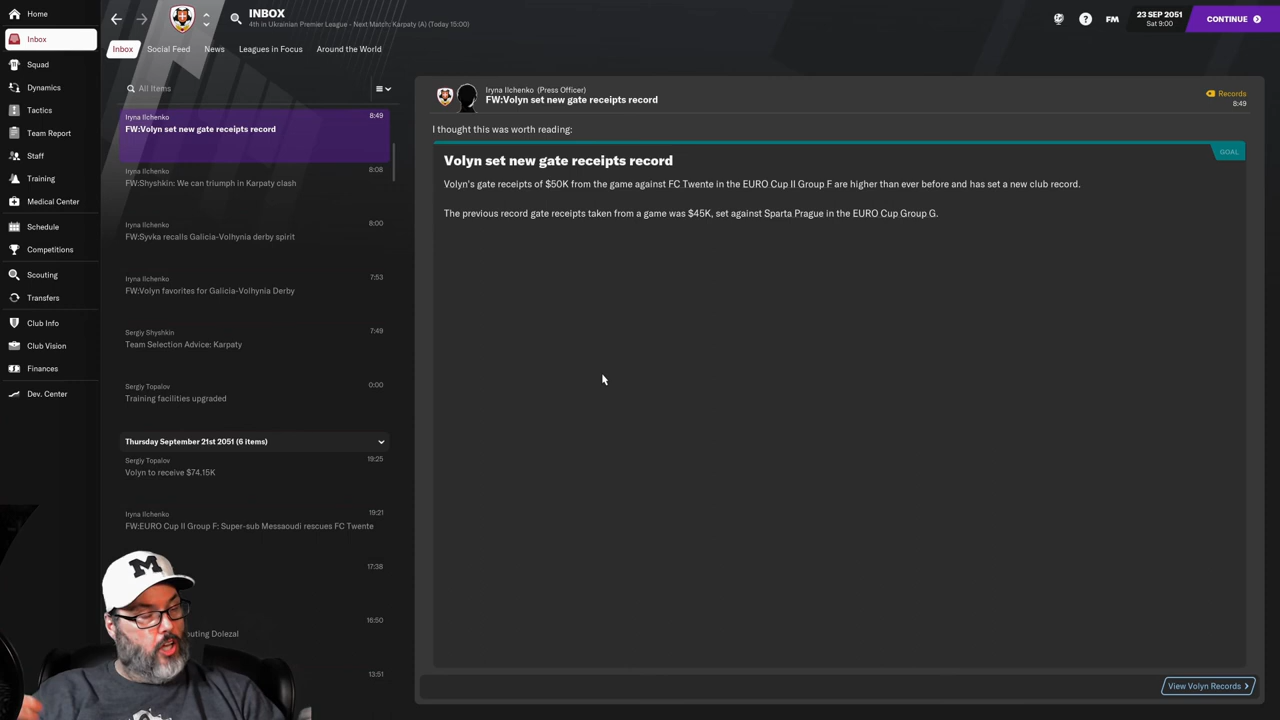 Home
INBOX
4th in Ukrainian Premier League - Next Match: Karpaty (A) (Today 15:00)
?
FM
23 SEP 2051
Sat 9:00
CONTINUE
Inbox
Squad
Dynamics
Tactics
Team Report
Staff
Training
Medical Center
Schedule
Competitions
Scouting
Transfers
Club Info
Club Vision
Finances
Dev. Center
Inbox
Social Feed
News
Leagues in Focus
Around the World
All Items
Iryna Ilchenko
8:49
FW:Volyn set new gate receipts record
Iryna Ilchenko
8:08
FW:Shyshkin: We can triumph in Karpaty clash
Iryna Ilchenko
8:00
FW:Syvka recalls Galicia-Volhynia derby spirit
Iryna Ilchenko
7:53
FW:Volyn favorites for Galicia-Volhynia Derby
Sergiy Shyshkin
7:49
Team Selection Advice: Karpaty
Sergiy Topalov
0:00
Training facilities upgraded
Thursday September 21st 2051 (6 items)
Sergiy Topalov
19:25
Volyn to receive $74.15K
Iryna Ilchenko
19:21
FW:EURO Cup II Group F: Super-sub Messaoudi rescues FC Twente
17:38
16:50
outing Dolezal
13:51
Iryna Ilchenko (Press Officer)
FW:Volyn set new gate receipts record
Records
8:49
I thought this was worth reading:
GOAL
Volyn set new gate receipts record
Volyn's gate receipts of $50K from the game against FC Twente in the EURO Cup II Group F are higher than ever before and has set a new club record.
The previous record gate receipts taken from a game was $45K, set against Sparta Prague in the EURO Cup Group G.
View Volyn Records
M